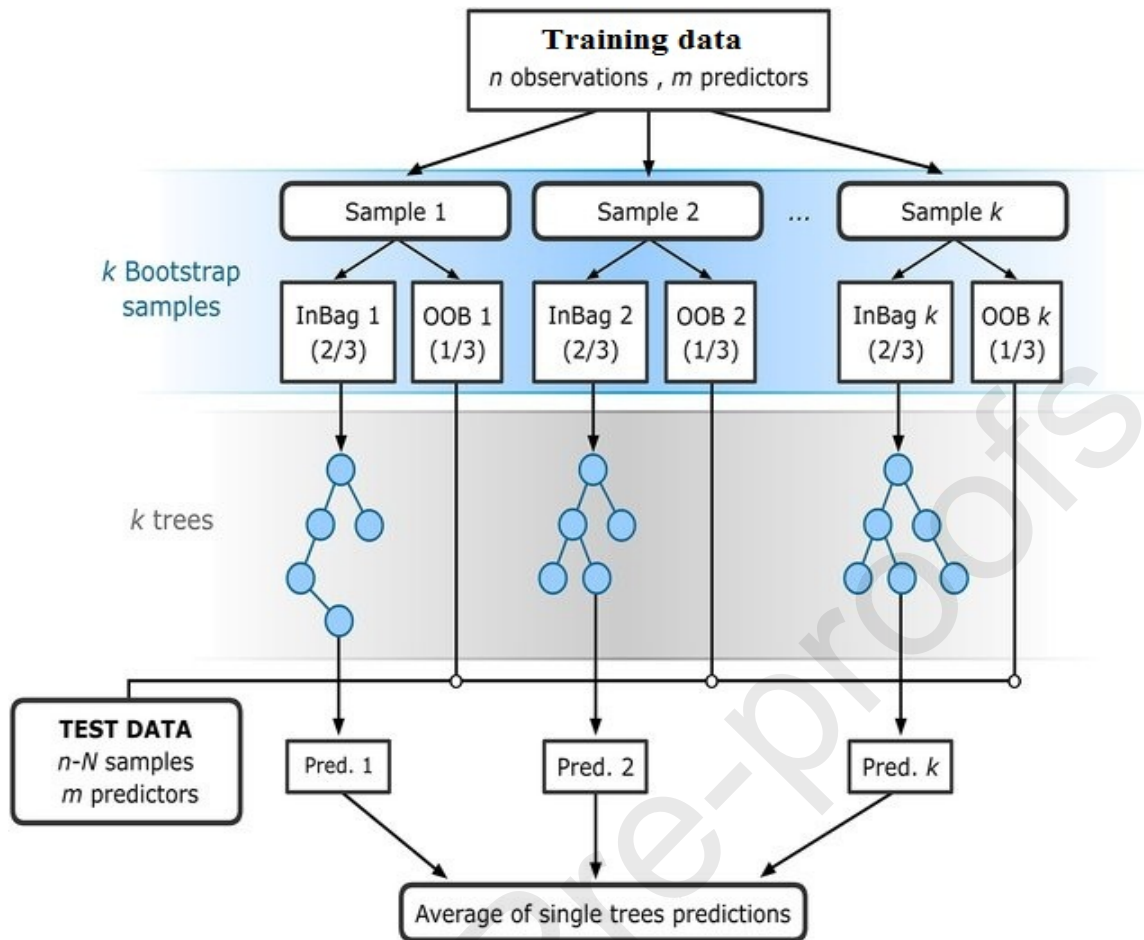 Training data
n observations , m predictors
Sample 1
Sample 2
...
Sample k
k Bootstrap
samples
InBag 1
(2/3)
OOB 1
(1/3)
InBag 2
(2/3)
OOB 2
(1/3)
InBag k
(2/3)
OOB k
(1/3)
k trees
TEST DATA
n-N samples
m predictors
Pred. 1
Pred. 2
Pred. k
Average of single trees predictions
Pre-proofs